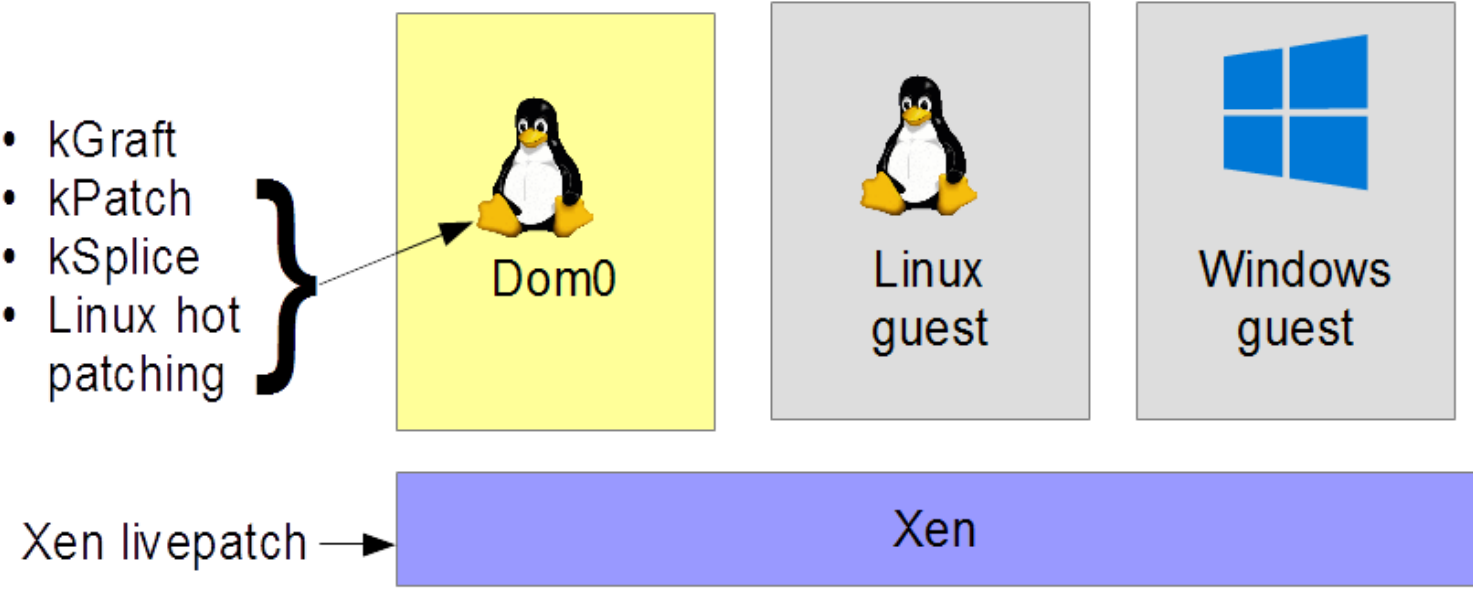 • kGraft
• kPatch
• kSplice
• Linux hot
patching
Dom0
Linux
guest
Windows
guest
Xen livepatch
Xen